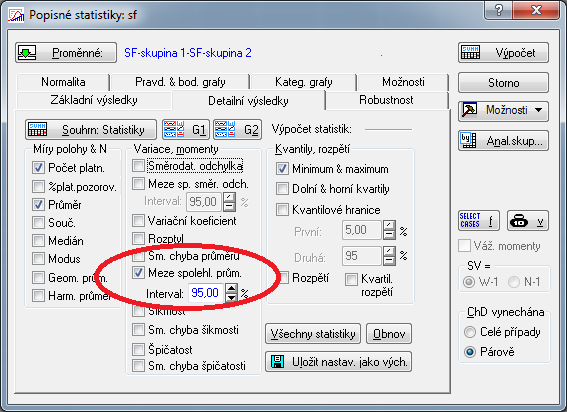 Popisné statistiky: sf
Proměnné:
SF-skupina 1-SF-skupina 2
Výpočet
Normalita
Pravd. & bod. grafy
Kateg. grafy
Možnosti
Storno
Základní výsledky
Detailní výsledky
Robustnost
Možnosti
Souhrn: Statistiky
G1
G2
Výpočet statistik:
Anal.skup...
Míry polohy & N
Počet platn.
%plat.pozorov.
Průměr
Souč.
Medián
Modus
Geom. prům.
Harm. průměr
Variace, momenty
Směrodat. odchylka
Meze sp. směr. odch.
Interval: 95,00 %
Variační koeficient
Rozptyl
Sm. chyba průměru
Meze spolehl. prům.
Interval: 95,00 %
Šikmost
Sm. chyba šikmosti
Špičatost
Sm. chyba špičatosti
Kvantily, rozpětí
Minimum & maximum
Dolní & horní kvartily
Kvantilové hranice
První: 5,00 %
Druhá: 95 %
Rozpětí
Kvartil. rozpětí
Všechny statistiky
Obnov
Uložit nastav. jako vých.
SELECT CASES
f
v
Váž. momenty
SV =
W-1
N-1
ChD vynechána
Celé případy
Párově